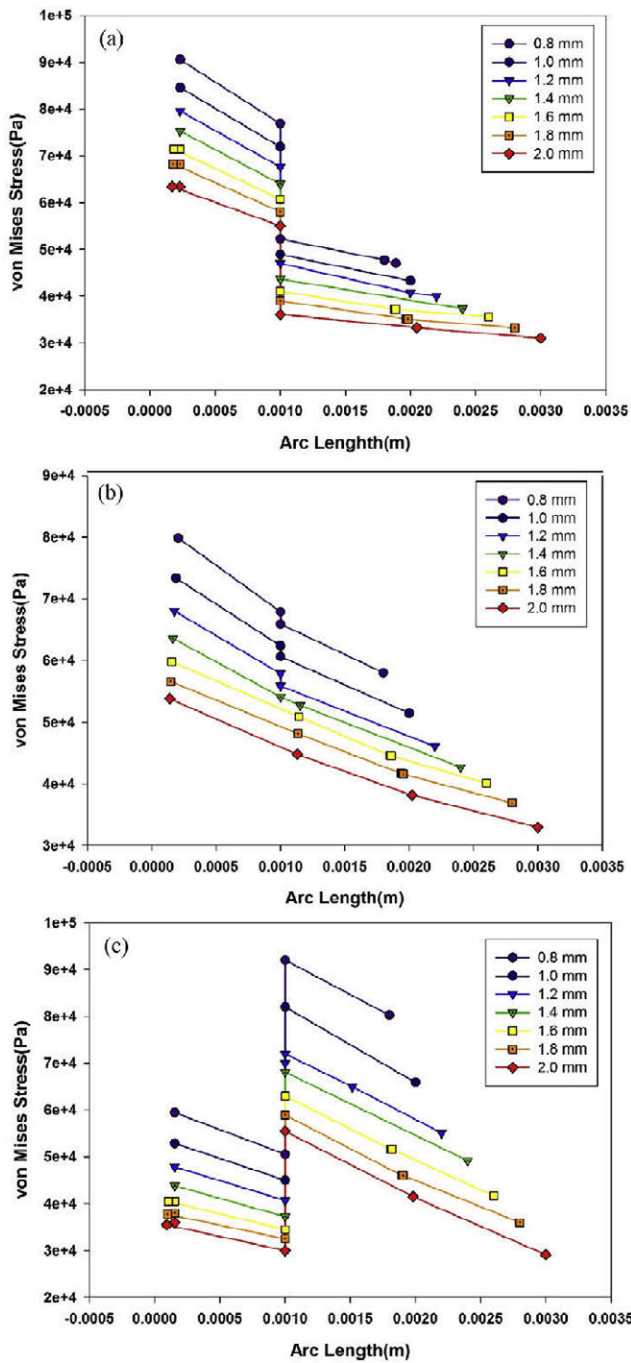 (a)
1e+5
9e+4
8e+4
7e+4
6e+4
5e+4
4e+4
3e+4
2e+4
von Mises Stress(Pa)
0.8 mm
1.0 mm
1.2 mm
1.4 mm
1.6 mm
1.8 mm
2.0 mm
-0.0005 0.0000 0.0005 0.0010 0.0015 0.0020 0.0025 0.0030 0.0035
Arc Lenghth(m)
(b)
9e+4
8e+4
7e+4
6e+4
5e+4
4e+4
3e+4
von Mises Stress(Pa)
0.8 mm
1.0 mm
1.2 mm
1.4 mm
1.6 mm
1.8 mm
2.0 mm
-0.0005 0.0000 0.0005 0.0010 0.0015 0.0020 0.0025 0.0030 0.0035
Arc Length(m)
(c)
1e+5
9e+4
8e+4
7e+4
6e+4
5e+4
4e+4
3e+4
2e+4
von Mises Stress(Pa)
0.8 mm
1.0 mm
1.2 mm
1.4 mm
1.6 mm
1.8 mm
2.0 mm
-0.0005 0.0000 0.0005 0.0010 0.0015 0.0020 0.0025 0.0030 0.0035
Arc Length(m)